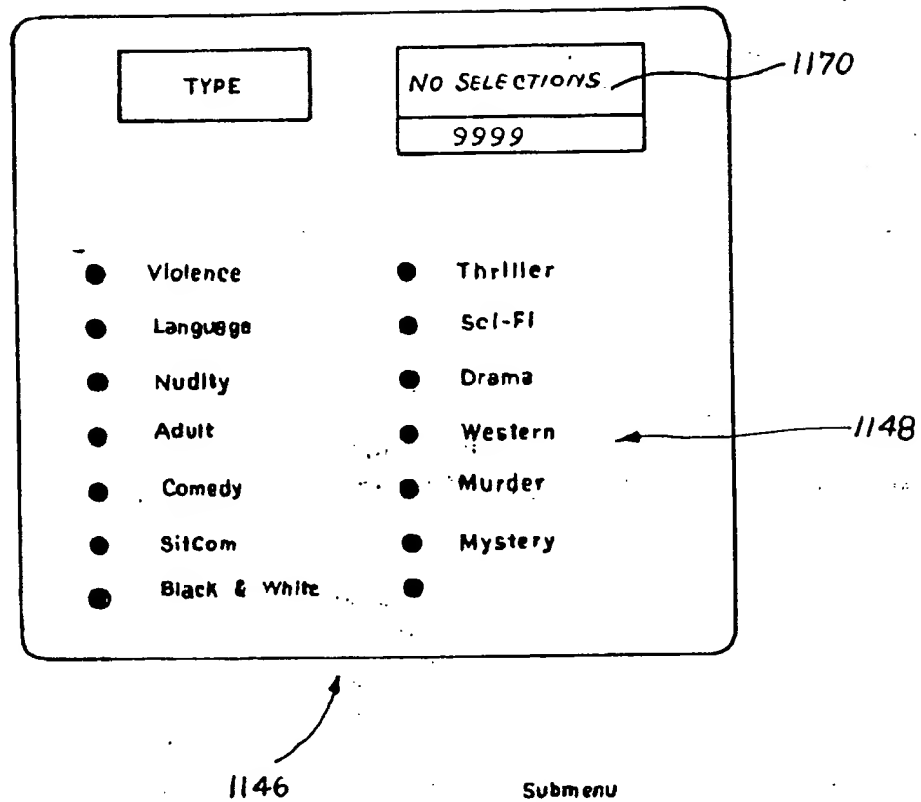 TYPE
NO SELECTIONS
1170
9999
Violence
Thriller
Language
Sci-Fi
Nudity
Drama
Adult
Western
1148
Comedy
Murder
SitCom
Mystery
Black & White
1146
Submenu